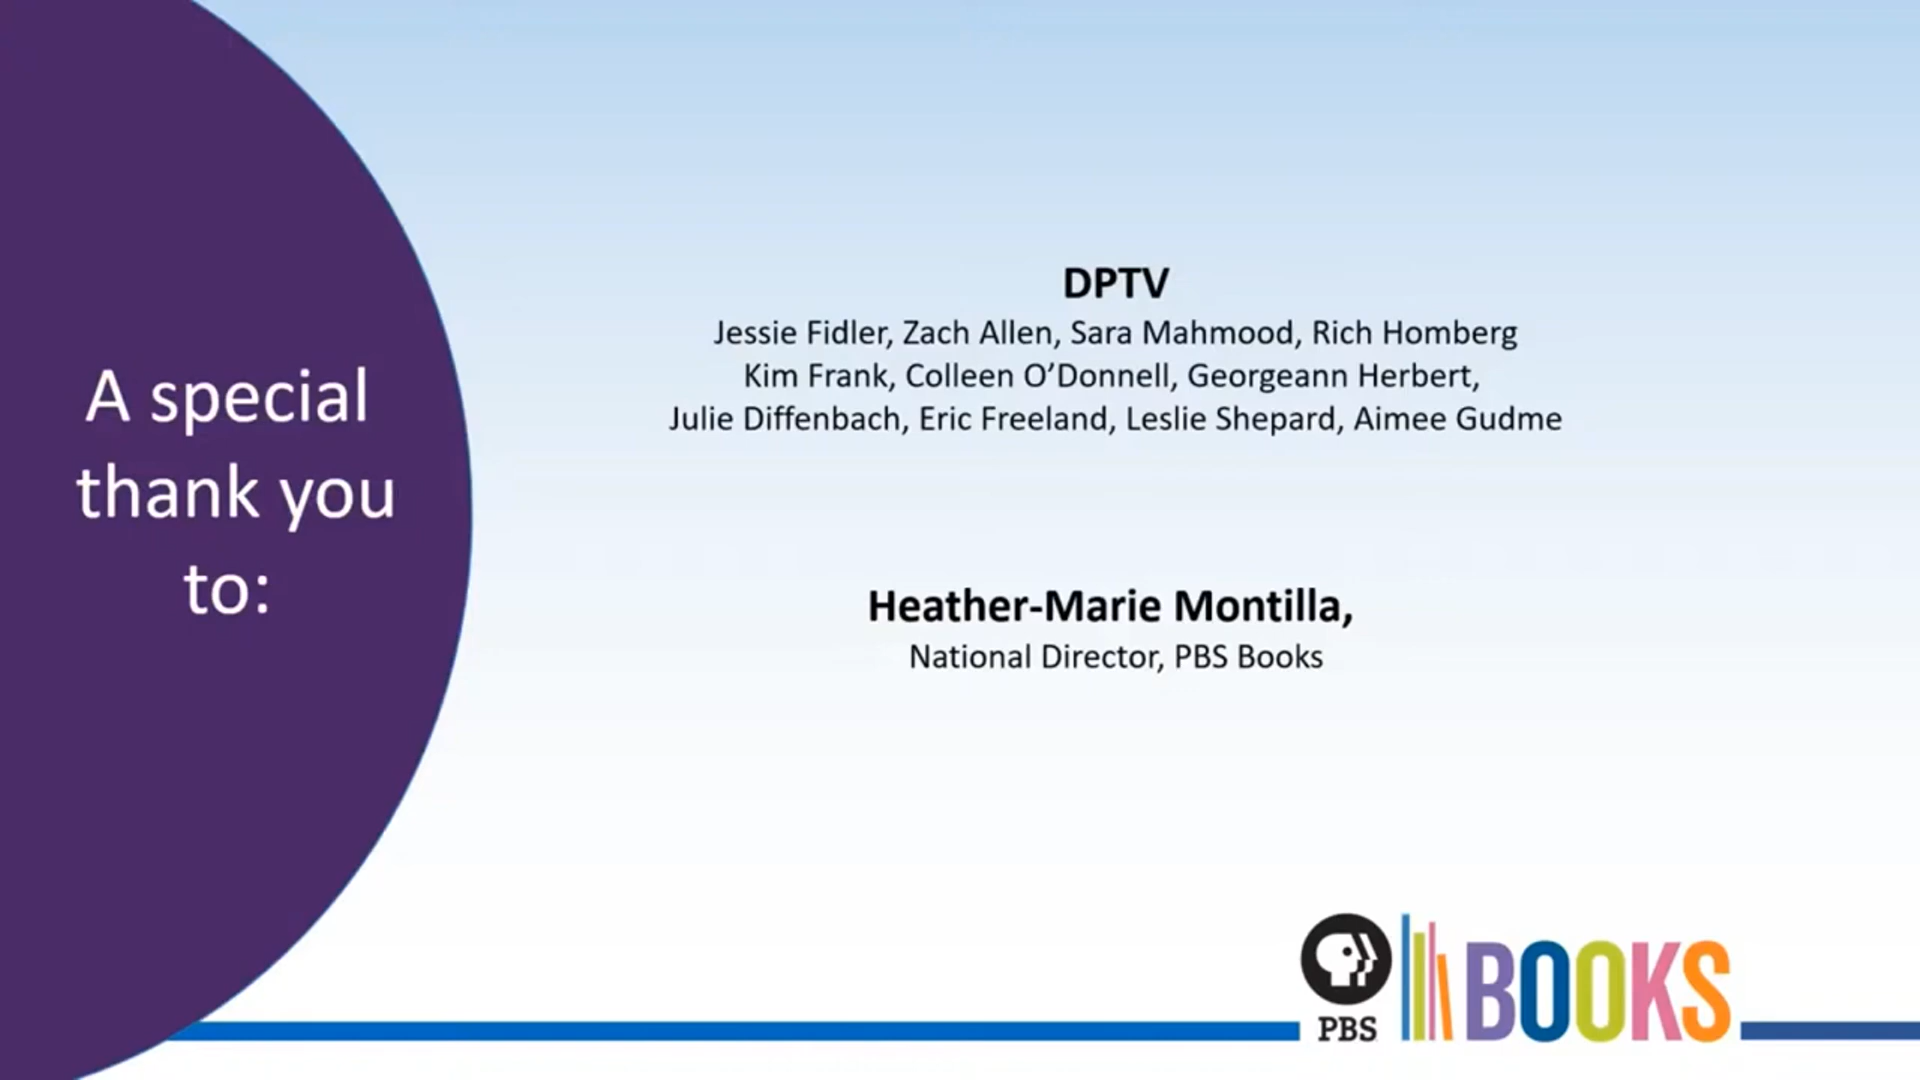 A special
thank you
to:
DPTV
Jessie Fidler, Zach Allen, Sara Mahmood, Rich Homberg
Kim Frank, Colleen O’Donnell, Georgeann Herbert,
Julie Diffenbach, Eric Freeland, Leslie Shepard, Aimee Gudme
Heather-Marie Montilla,
National Director, PBS Books
PBS
BOOKS